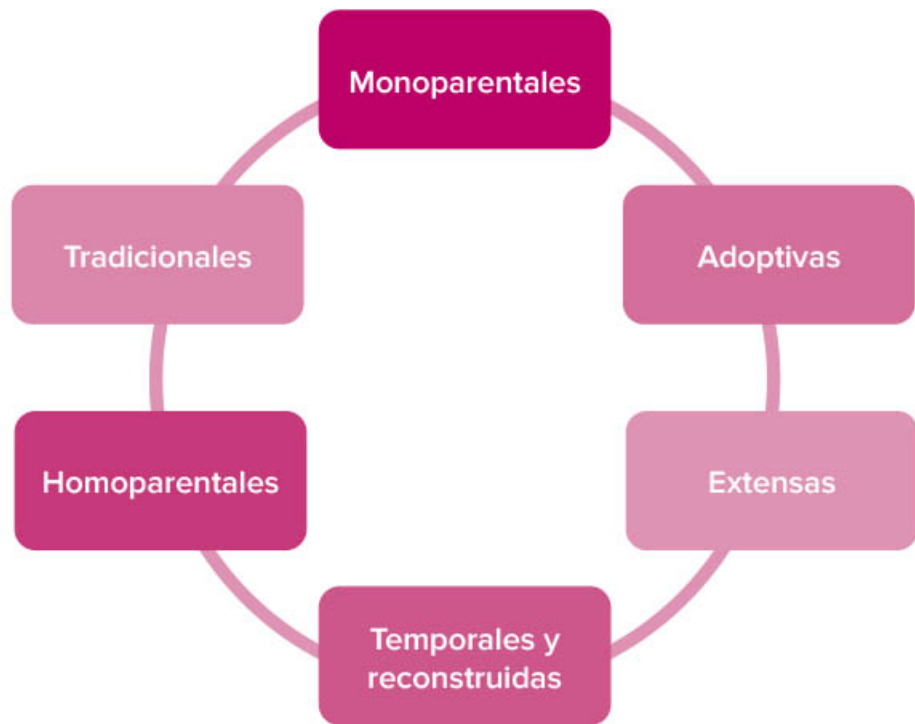 Monoparentales
Tradicionales
Adoptivas
Homoparentales
Extensas
Temporales y
reconstruidas